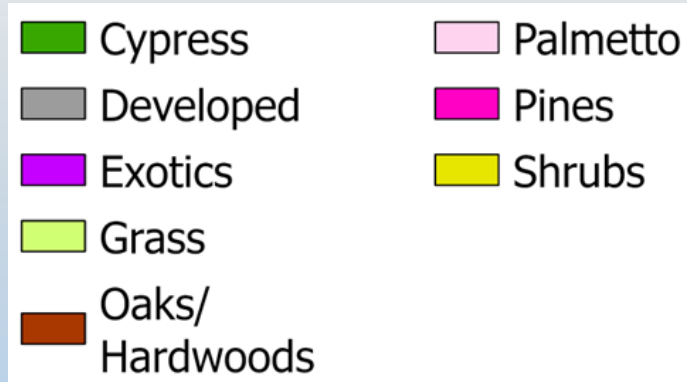 Cypress
Developed
Exotics
Grass
Oaks/
Hardwoods
Palmetto
Pines
Shrubs